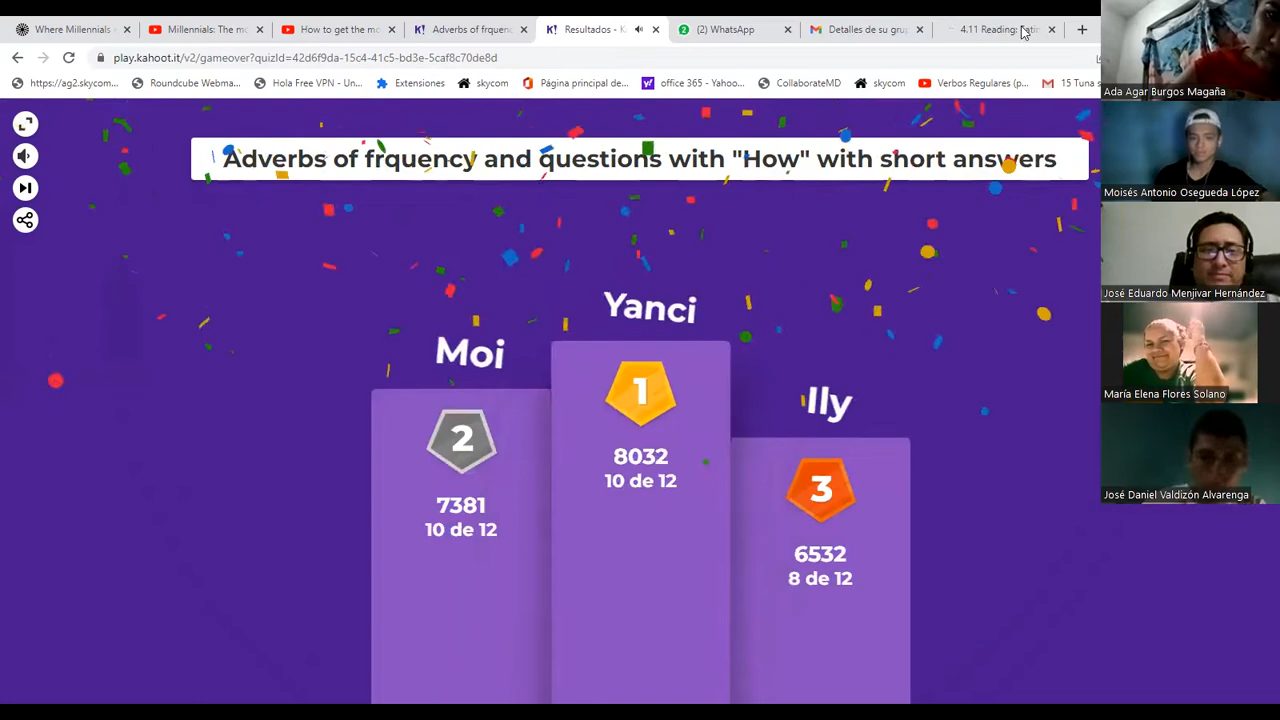 Where Millennials
Millennials: The mo
How to get the mo
Adverbs of frquenc
Resultados - K
(2) WhatsApp
Detalles de su gru
4.11 Reading:
play.kahoot.it/v2/gameover?quizId=42d6f9da-15c4-41c5-bd3e-5caf8c70de8d
https://ag2.skycom...
Roundcube Webma...
Hola Free VPN - Un...
Extensiones
skycom
Página principal de...
office 365 - Yahoo...
CollaborateMD
skycom
Verbos Regulares (p...
15 Tuna s
Adverbs of frquency and questions with "How" with short answers
Yanci
1
8032
10 de 12
Moi
2
7381
10 de 12
Ily
3
6532
8 de 12
Ada Agar Burgos Magaña
Moisés Antonio Osegueda López
José Eduardo Menjivar Hernández
María Elena Flores Solano
José Daniel Valdizón Alvarenga